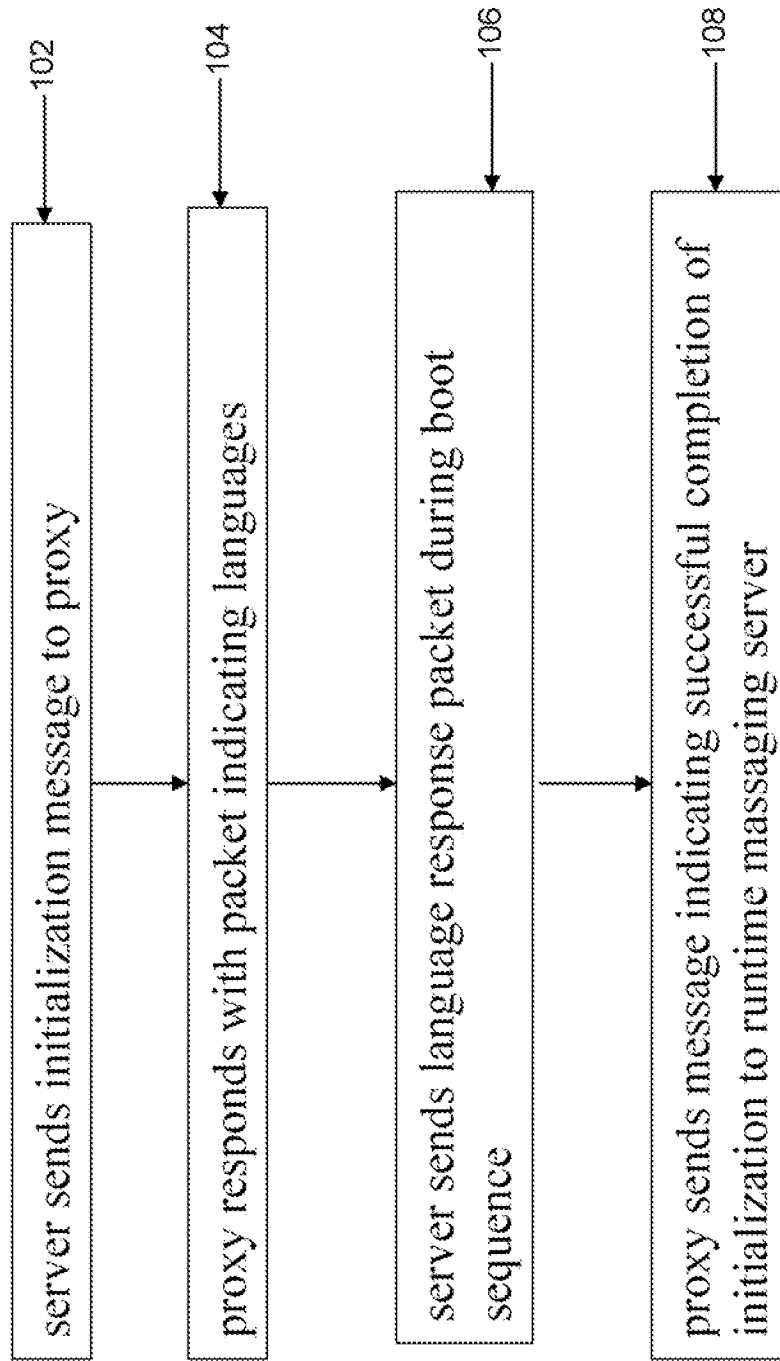 server sends initialization message to proxy
102
proxy responds with packet indicating languages
104
server sends language response packet during boot
sequence
106
proxy sends message indicating successful completion of
initialization to runtime massaging server
108